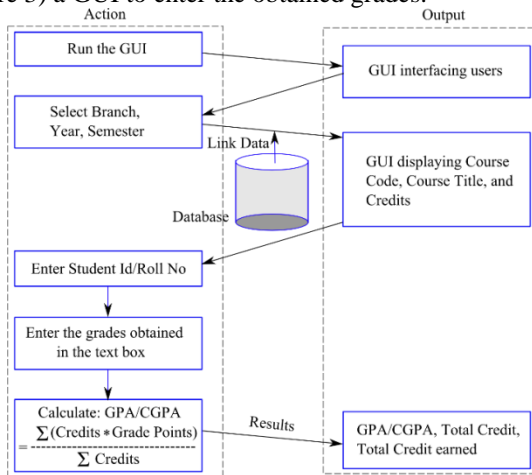 re 3) a GUI to enter the obtained grades.
Action
Output
Run the GUI
GUI interfacing users
Select Branch,
Year, Semester
Link Data
Database
GUI displaying Course
Code, Course Title, and
Credits
Enter Student Id/Roll No
Enter the grades obtained
in the text box
Calculate: GPA/CGPA
= ∑(Credits * Grade Points)
∑ Credits
Results
GPA/CGPA, Total Credit,
Total Credit earned